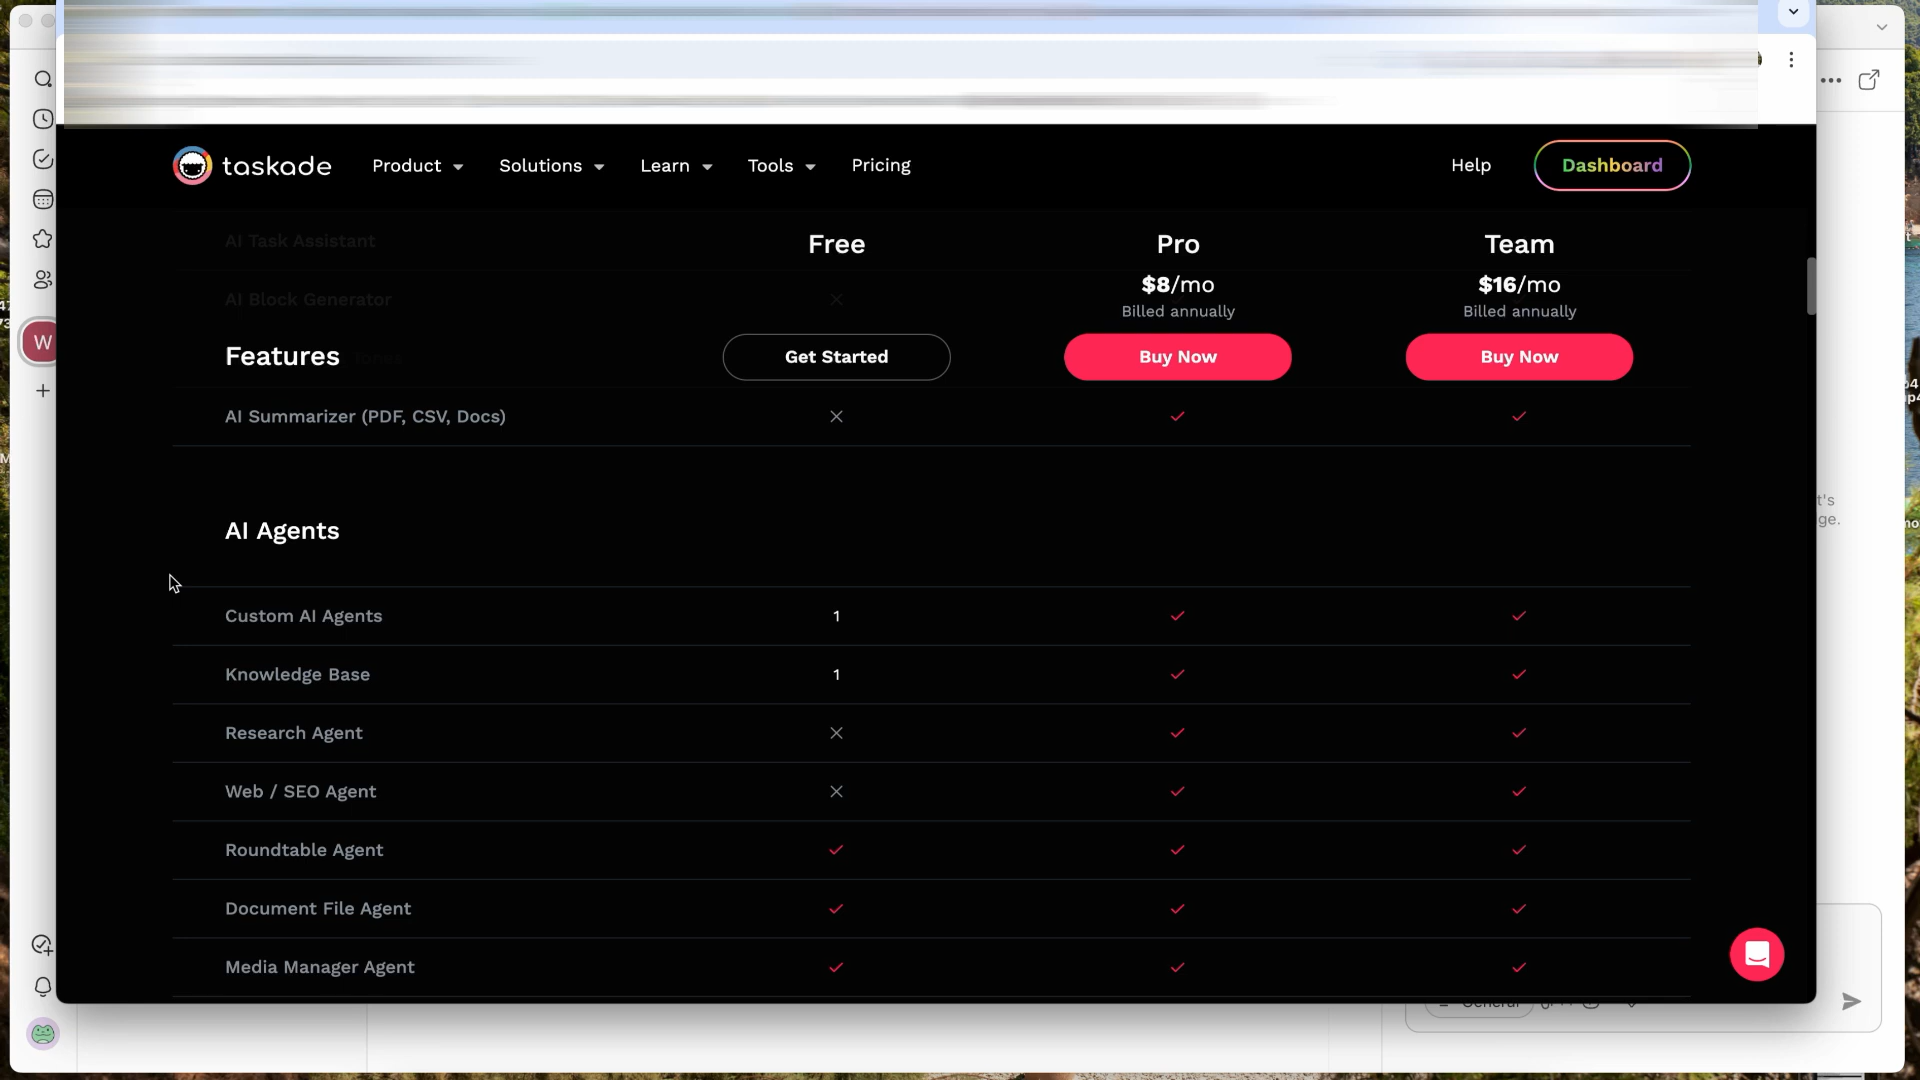 taskade Product Solutions Learn Tools Pricing Help Dashboard
AI Task Assistant Free Pro Team
$8/mo $16/mo
AI Block Generator Billed annually Billed annually
Features Get Started Buy Now Buy Now
AI Summarizer (PDF, CSV, Docs)
AI Agents
Custom AI Agents 1
Knowledge Base 1
Research Agent
Web / SEO Agent
Roundtable Agent
Document File Agent
Media Manager Agent
W
t's
ge.
General